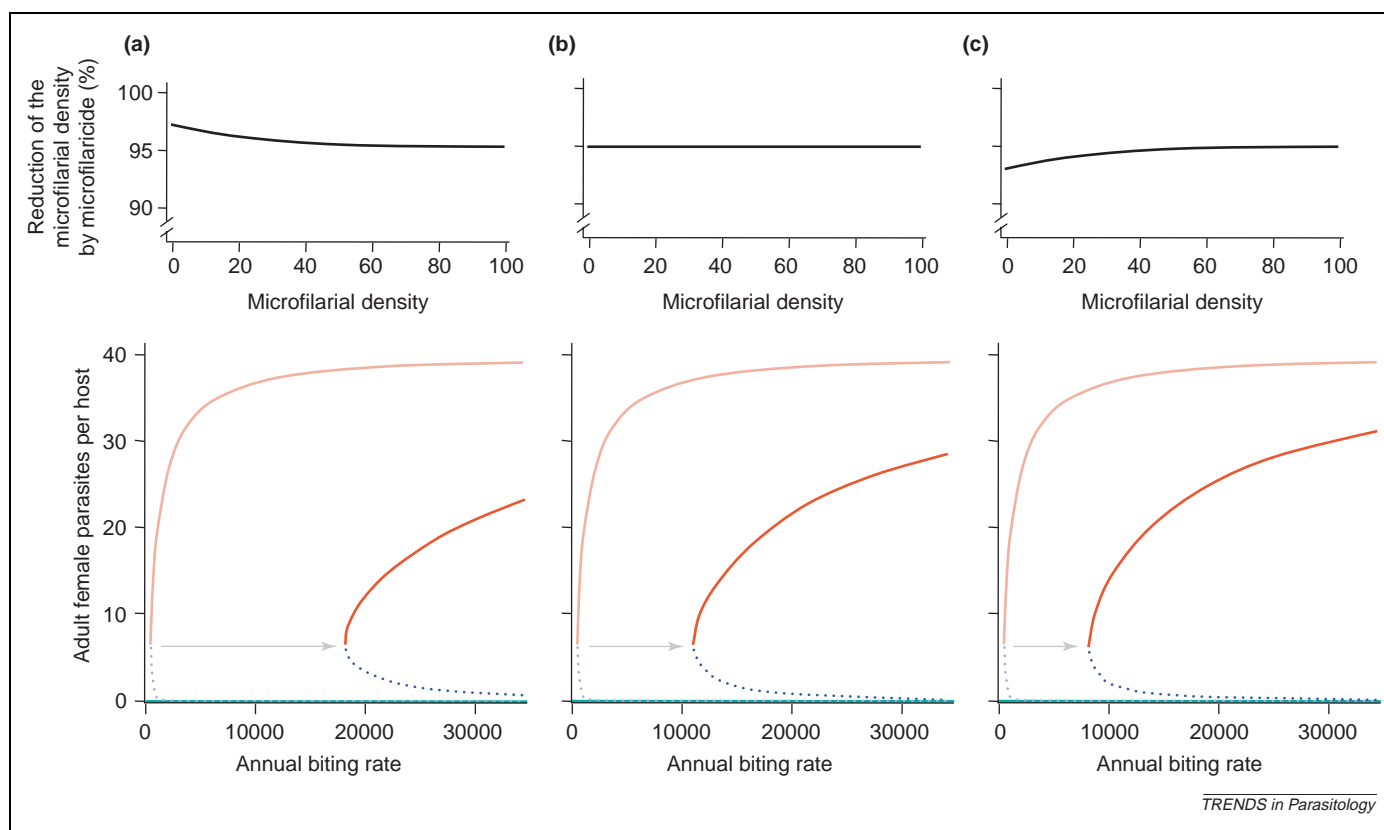 (a)
(b)
(c)
Reduction of the
microfilarial density
by microfilaricide (%)
100
95
90
0 20 40 60 80 100
0 20 40 60 80 100
0 20 40 60 80 100
Microfilarial density
Microfilarial density
Microfilarial density
Adult female parasites per host
40
30
20
10
0
0 10000 20000 30000
0 10000 20000 30000
0 10000 20000 30000
Annual biting rate
Annual biting rate
Annual biting rate
TRENDS in Parasitology